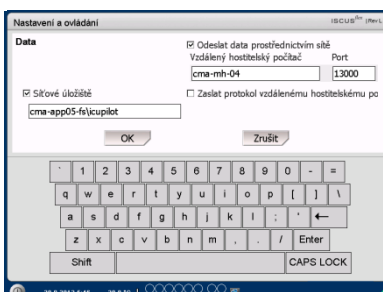 Nastavení a ovládání
ISCUS flex (Rev L
Data
Odeslat data prostřednictvím sítě
Vzdálený hostitelský počítač Port
cma-mh-04 13000
Síťové úložiště
Zaslat protokol vzdálenému hostitelskému po
cma-app05-fs\icupilot
OK Zrušit
` 1 2 3 4 5 6 7 8 9 0 - =
q w e r t y u i o p [ ] \
a s d f g h j k l ; ' ←
z x c v b n m , . / Enter
Shift CAPS LOCK